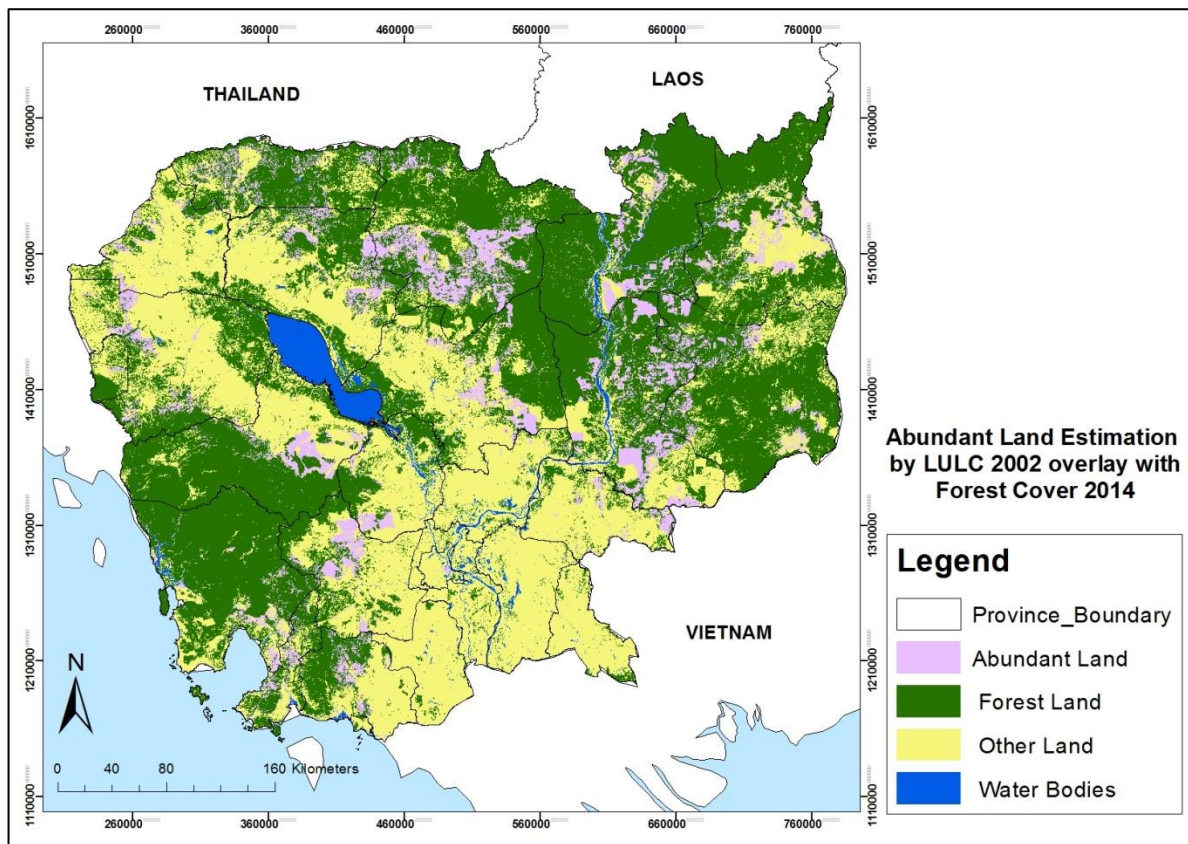 260000 360000 460000 560000 660000 760000
THAILAND
LAOS
1610000 1610000
1510000 1510000
1410000 1410000
1310000 1310000
1210000 1210000
1110000 1110000
VIETNAM
N
0 40 80 160 Kilometers
260000 360000 460000 560000 660000 760000
Abundant Land Estimation
by LULC 2002 overlay with
Forest Cover 2014
Legend
Province_Boundary
Abundant Land
Forest Land
Other Land
Water Bodies